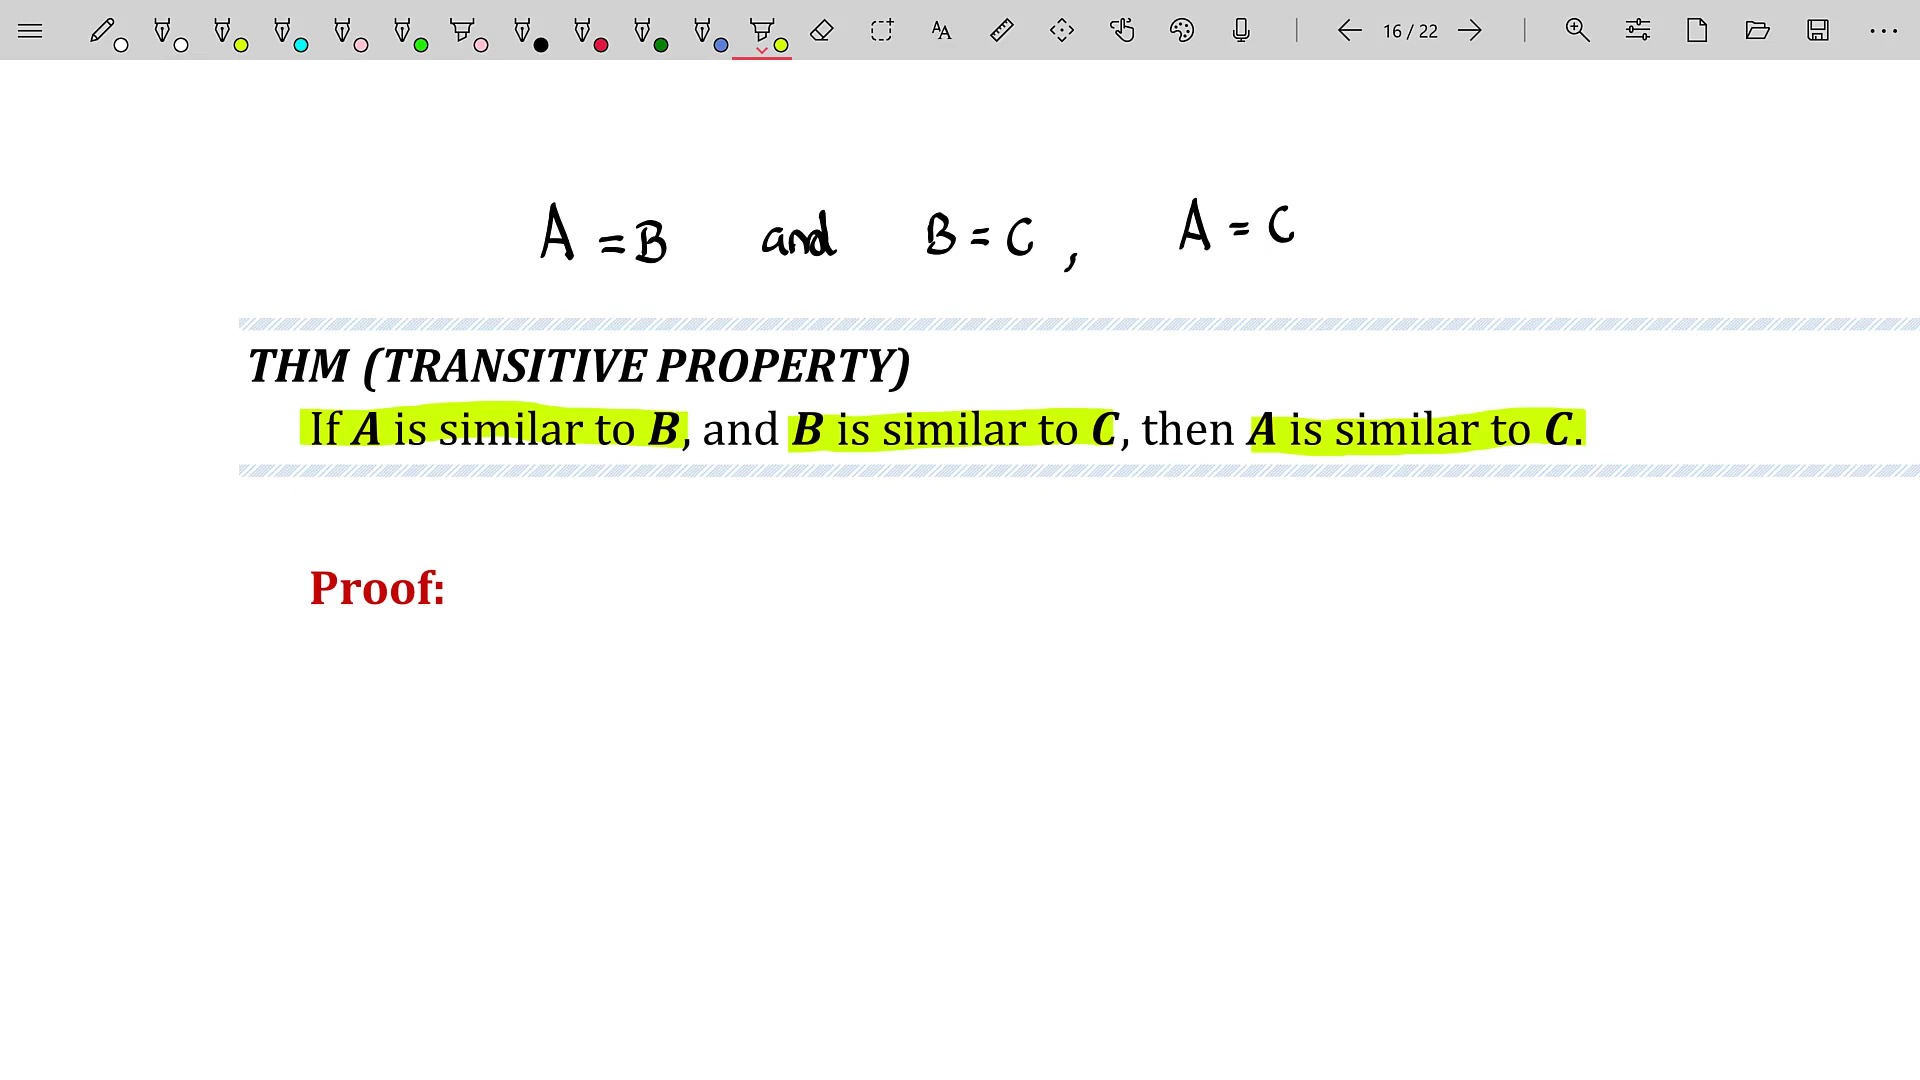 16 / 22
A = B and B = C , A = C
THM (TRANSITIVE PROPERTY)
If A is similar to B, and B is similar to C, then A is similar to C.
Proof: